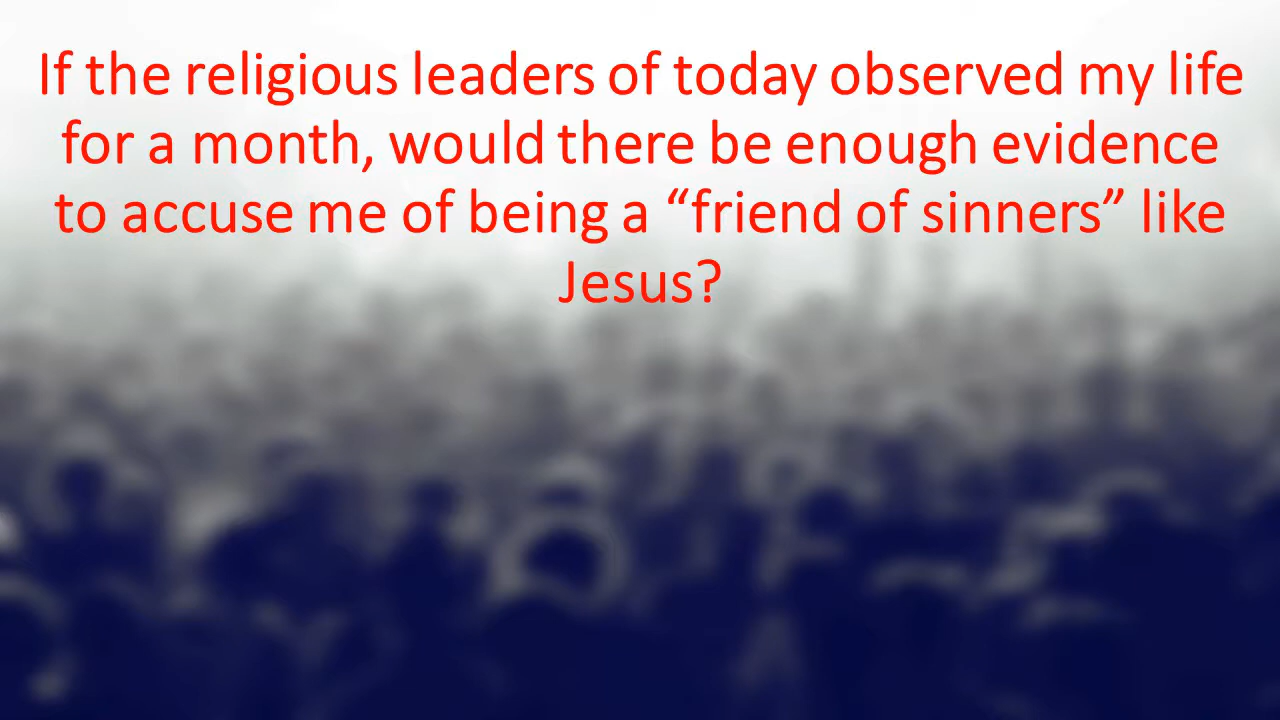 If the religious leaders of today observed my life
for a month, would there be enough evidence
to accuse me of being a “friend of sinners” like
Jesus?